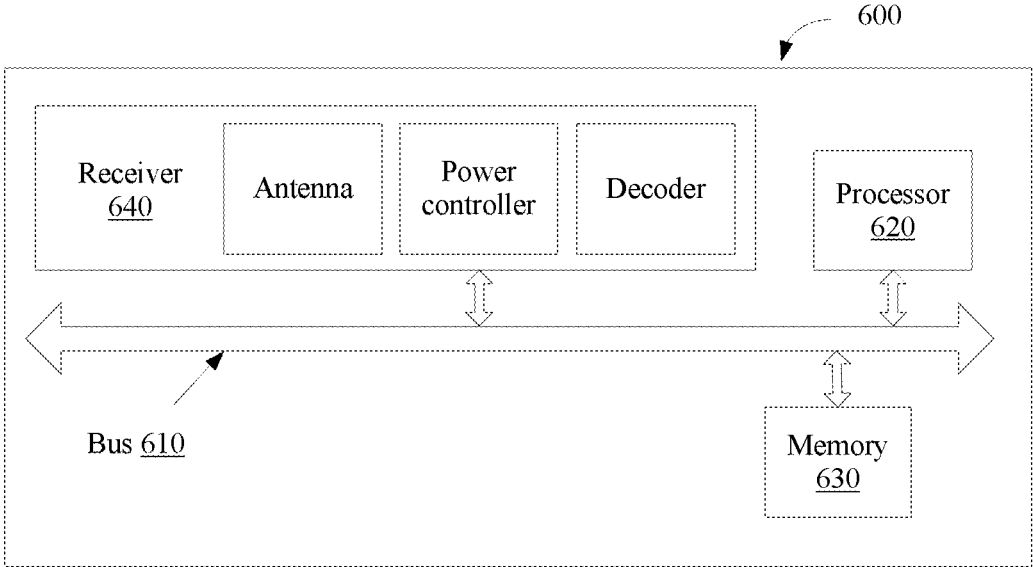 600
Receiver
640
Antenna
Power
controller
Decoder
Processor
620
Bus 610
Memory
630